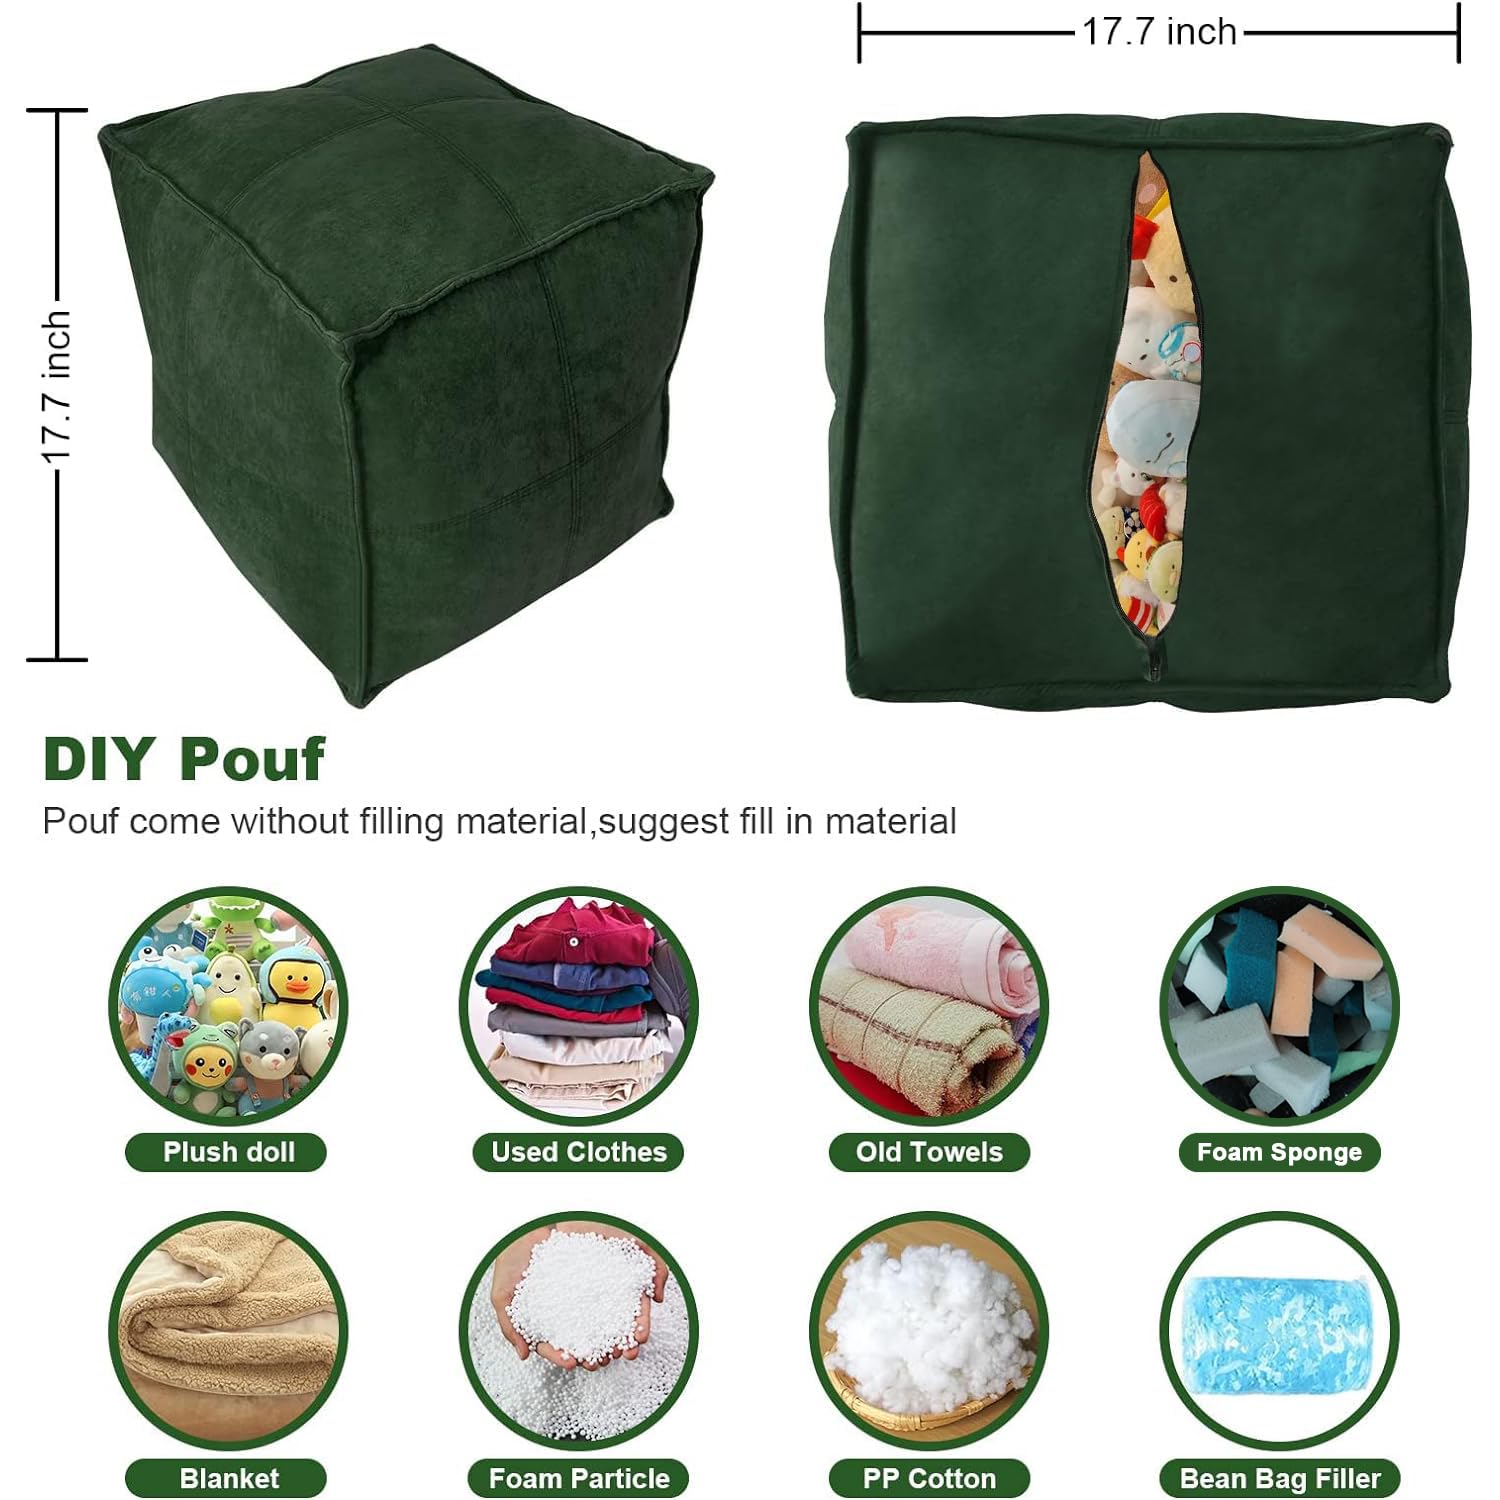 17.7 inch
17.7 inch
DIY Pouf
Pouf come without filling material,suggest fill in material
Plush doll
Used Clothes
Old Towels
Foam Sponge
Blanket
Foam Particle
PP Cotton
Bean Bag Filler